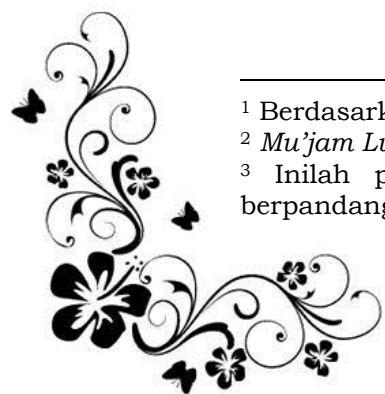 ¹ Berdasark
² Mu’jam Lu
³ Inilah p
berpandang